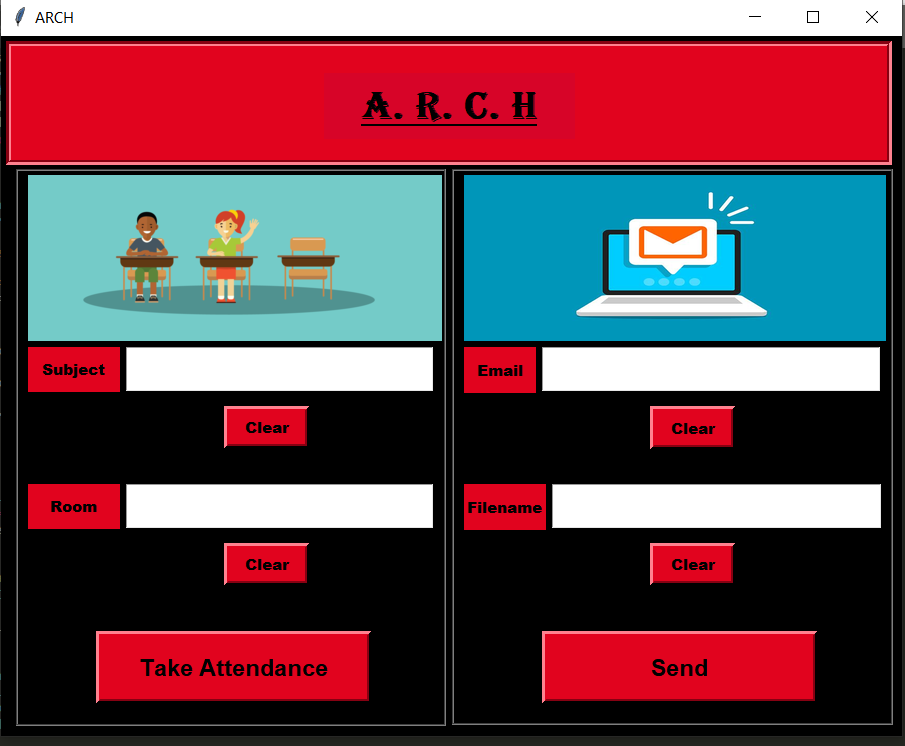 ARCH
A. R. C. H
Subject
Clear
Room
Clear
Take Attendance
Email
Clear
Filename
Clear
Send